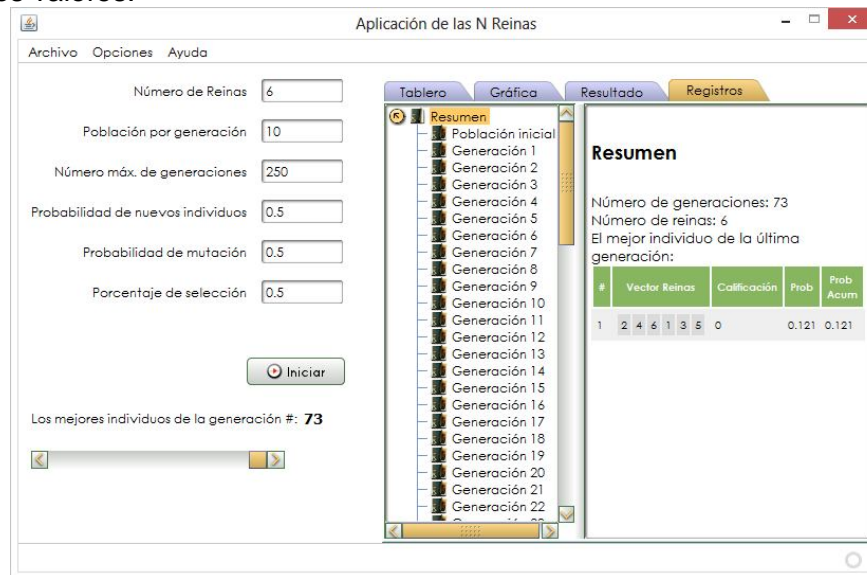 Aplicación de las N Reinas
Archivo Opciones Ayuda
Número de Reinas 6
Población por generación 10
Número máx. de generaciones 250
Probabilidad de nuevos individuos 0.5
Probabilidad de mutación 0.5
Porcentaje de selección 0.5
Iniciar
Los mejores individuos de la generación #: 73
Tablero Gráfica Resultado Registros
Resumen
Población inicial
Generación 1
Generación 2
Generación 3
Generación 4
Generación 5
Generación 6
Generación 7
Generación 8
Generación 9
Generación 10
Generación 11
Generación 12
Generación 13
Generación 14
Generación 15
Generación 16
Generación 17
Generación 18
Generación 19
Generación 20
Generación 21
Generación 22
Resumen
Número de generaciones: 73
Número de reinas: 6
El mejor individuo de la última
generación:
# Vector Reinas Calificación Prob Prob Acum
1 2 4 6 1 3 5 0 0.121 0.121